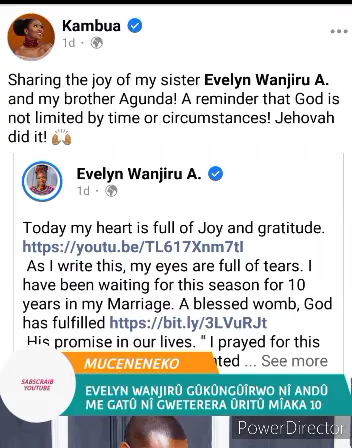 Kambua
1d
Sharing the joy of my sister Evelyn Wanjiru A.
and my brother Agunda! A reminder that God is
not limited by time or circumstances! Jehovah
did it! 🙌🏾
Evelyn Wanjiru A.
1d
Today my heart is full of Joy and gratitude.
https://youtu.be/TL617Xnm7tI
As I write this, my eyes are full of tears. I
have been waiting for this season for 10
years in my Marriage. A blessed womb, God
has fulfilled https://bit.ly/3LVuRJt
His promise in our lives. " I prayed for this
nted ... See more
SABSCRAIB
YOUTUBE
MUCENENEKO
EVELYN WANJIRŨ GŨKŨNGŨĨRWO NĨ ANDŨ
ME GATŨ NĨ GWETERERA ŨRITŨ MĨAKA 10
PowerDirector